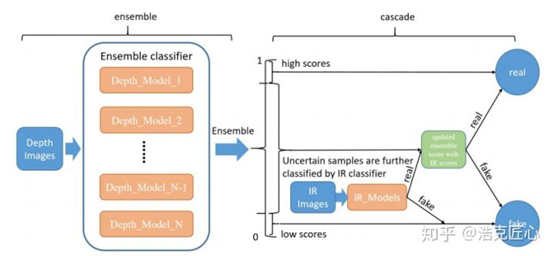 ensemble
cascade
Ensemble classifier
Depth_Model_1
Depth_Model_2
Depth_Model_N-1
Depth_Model_N
Depth
Images
Ensemble
1
high scores
real
updated
ensemble
score with
IR scores
real
fake
Uncertain samples are further
classified by IR classifier
IR
Images
IR_Models
real
fake
fake
0
low scores
知乎 @浩克匠心